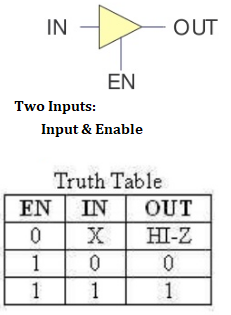 IN OUT
EN
Two Inputs:
Input & Enable
Truth Table
EN IN OUT
0 X HI-Z
1 0 0
1 1 1